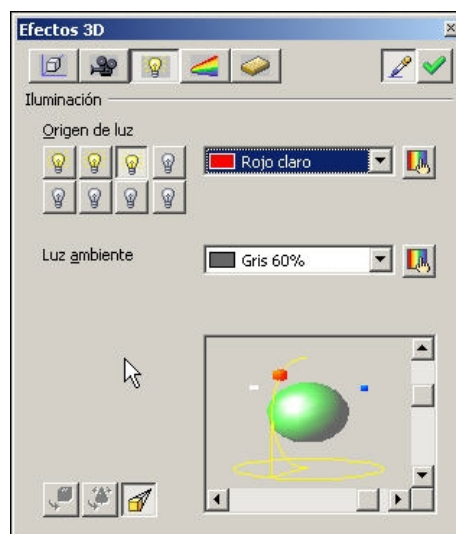 Efectos 3D
Iluminación
Origen de luz
Rojo claro
Luz ambiente
Gris 60%